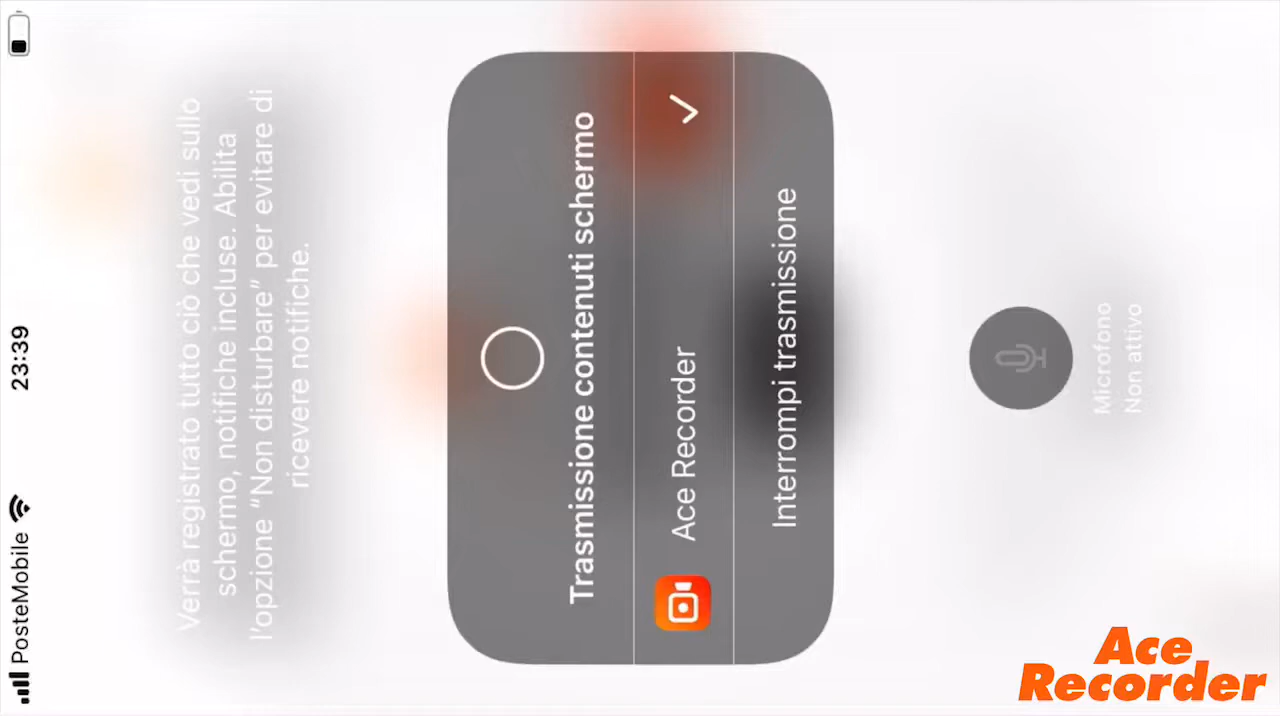 PosteMobile
23:39
Verrà registrato tutto ciò che vedi sullo
schermo, notifiche incluse. Abilita
l'opzione “Non disturbare” per evitare di
ricevere notifiche.
Trasmissione contenuti schermo
Ace Recorder
Interrompi trasmissione
Microfono
Non attivo
Ace
Recorder